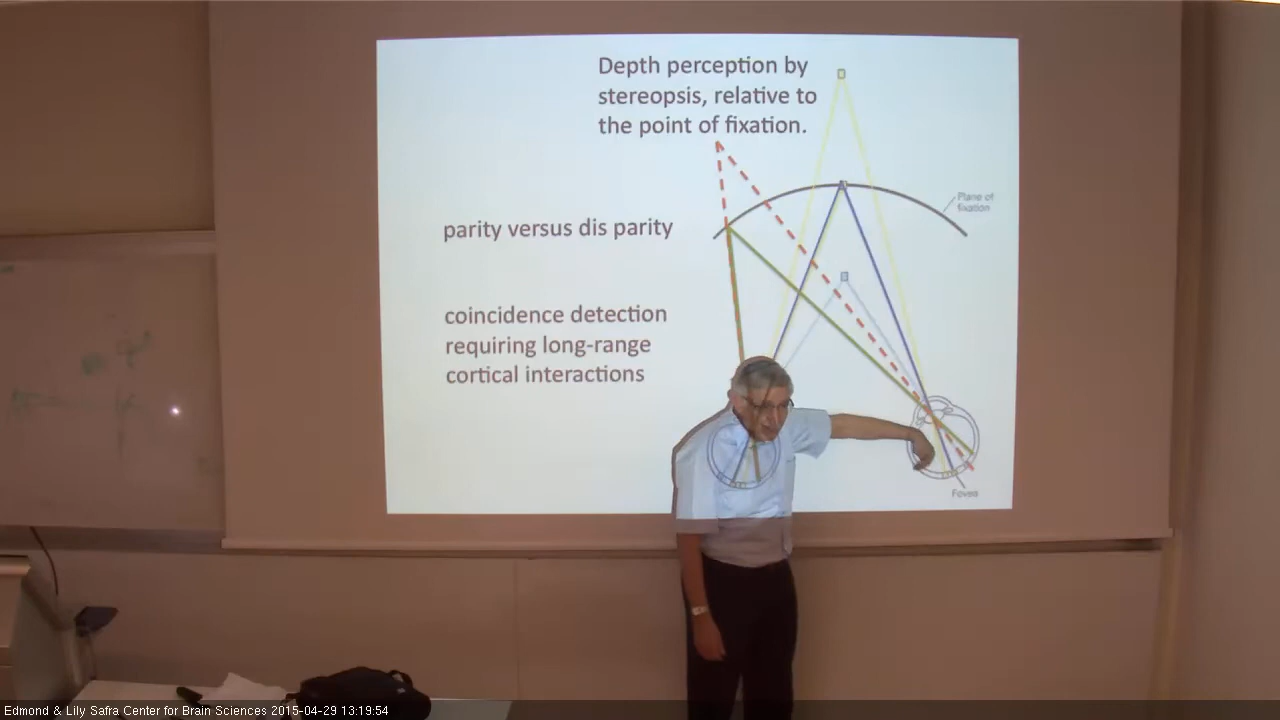 Depth perception by
stereopsis, relative to
the point of fixation.
Plane of
fixation
parity versus dis parity
coincidence detection
requiring long-range
cortical interactions
Fovea
Edmond & Lily Safra Center for Brain Sciences 2015-04-29 13:19:54